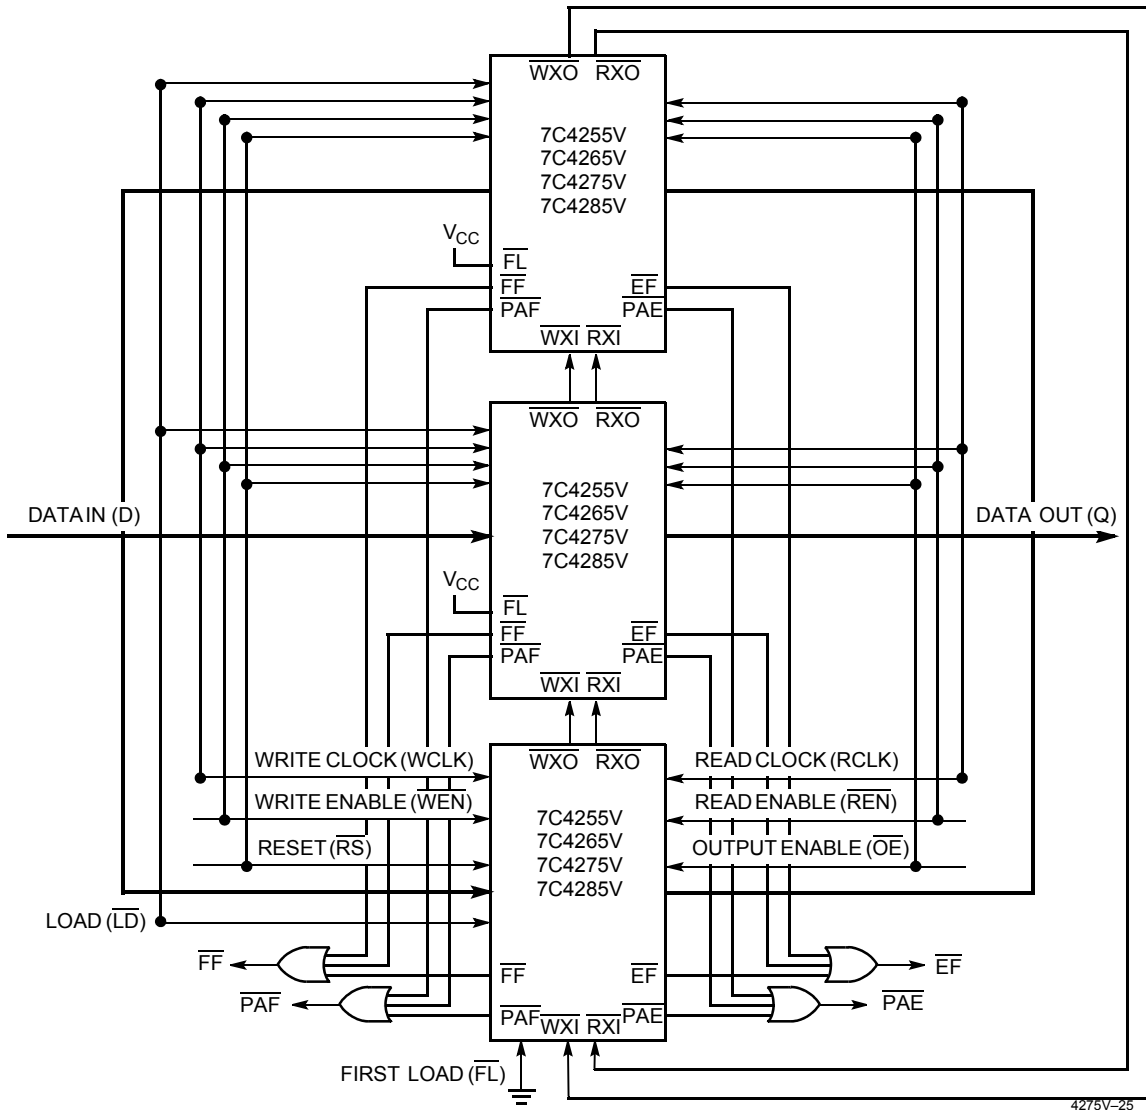 WXO RXO
7C4255V
7C4265V
7C4275V
7C4285V
VCC
FL
FF EF
PAF PAE
WXI RXI
WXO RXO
7C4255V
7C4265V
7C4275V
7C4285V
DATA IN (D) DATA OUT (Q)
VCC
FL
FF EF
PAF PAE
WXI RXI
WXO RXO
WRITE CLOCK (WCLK) READ CLOCK (RCLK)
WRITE ENABLE (WEN) READ ENABLE (REN)
7C4255V
7C4265V
7C4275V
7C4285V
RESET (RS) OUTPUT ENABLE (OE)
LOAD (LD)
FF FF EF EF
PAF PAF PAE PAE
WXI RXI
FIRST LOAD (FL)
4275V–25